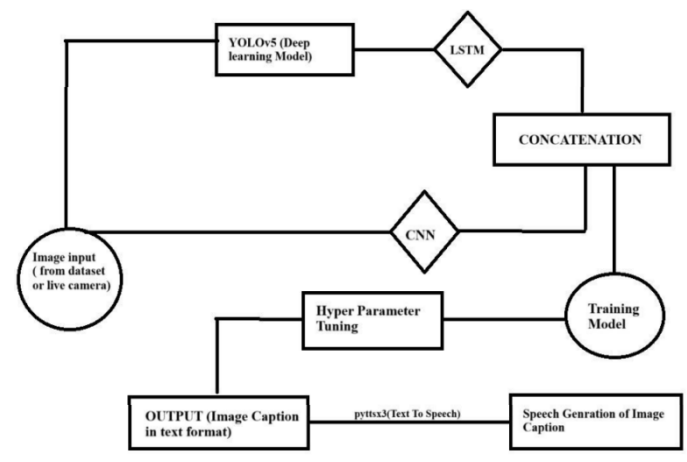 YOLOv5 (Deep
learning Model)
LSTM
CONCATENATION
CNN
Image input
( from dataset
or live camera)
Hyper Parameter
Tuning
Training
Model
OUTPUT (Image Caption
in text format)
pyttsx3(Text To Speech)
Speech Genration of Image
Caption